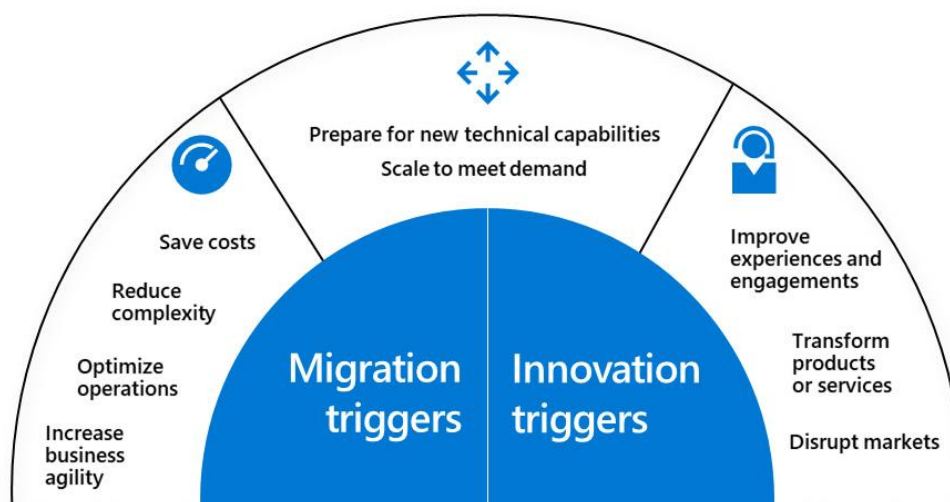 Prepare for new technical capabilities
Scale to meet demand
Save costs
Reduce
complexity
Optimize
operations
Increase
business
agility
Migration
triggers
Innovation
triggers
Improve
experiences and
engagements
Transform
products
or services
Disrupt markets